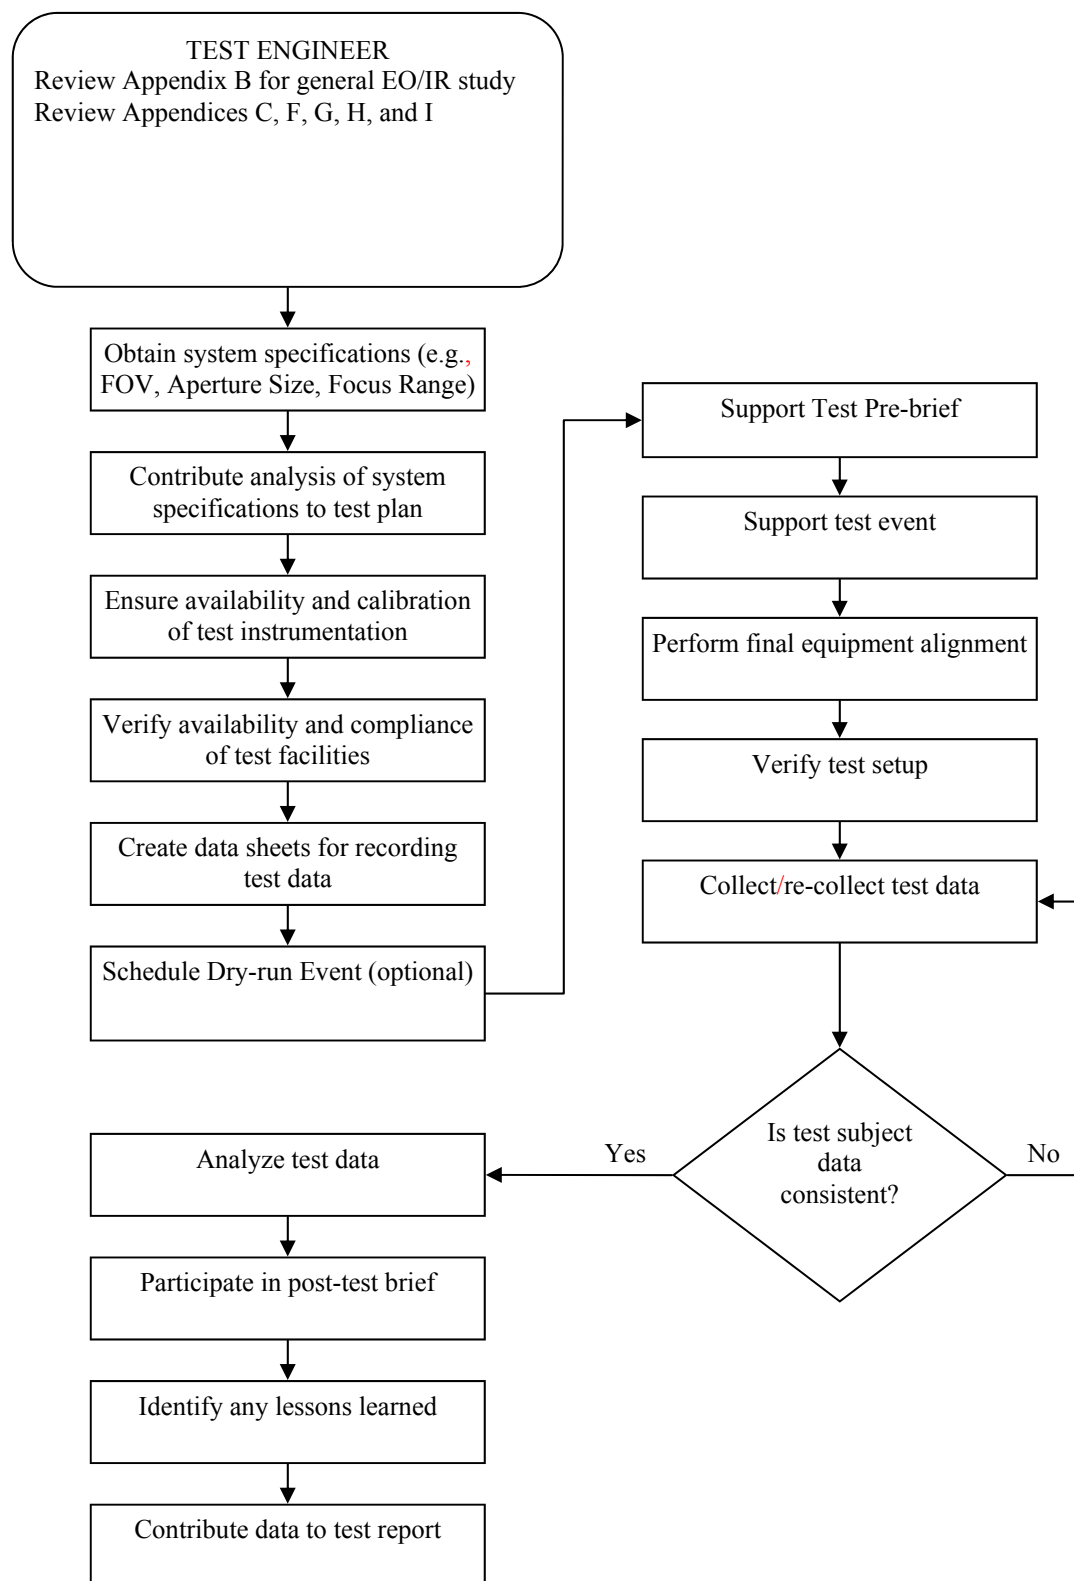 TEST ENGINEER
Review Appendix B for general EO/IR study
Review Appendices C, F, G, H, and I
Obtain system specifications (e.g.,
FOV, Aperture Size, Focus Range)
Contribute analysis of system
specifications to test plan
Ensure availability and calibration
of test instrumentation
Verify availability and compliance
of test facilities
Create data sheets for recording
test data
Schedule Dry-run Event (optional)
Support Test Pre-brief
Support test event
Perform final equipment alignment
Verify test setup
Collect/re-collect test data
Is test subject
data
consistent?
Yes
No
Analyze test data
Participate in post-test brief
Identify any lessons learned
Contribute data to test report